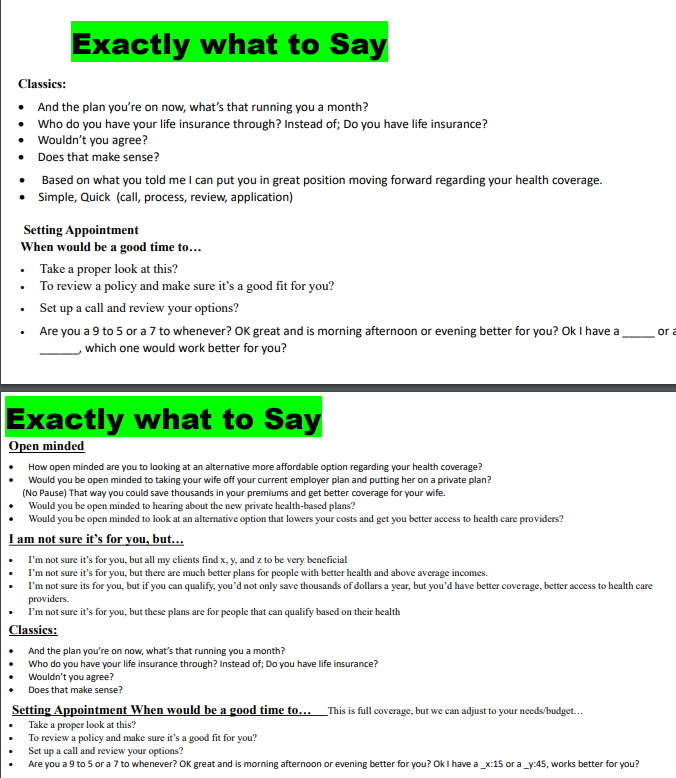 Exactly what to Say
Classics:
• And the plan you're on now, what's that running you a month?
• Who do you have your life insurance through? Instead of; Do you have life insurance?
• Wouldn't you agree?
• Does that make sense?
• Based on what you told me I can put you in great position moving forward regarding your health coverage.
• Simple, Quick (call, process, review, application)
Setting Appointment
When would be a good time to…
• Take a proper look at this?
• To review a policy and make sure it's a good fit for you?
• Set up a call and review your options?
• Are you a 9 to 5 or a 7 to whenever? OK great and is morning afternoon or evening better for you? Ok I have a _____ or a
______, which one would work better for you?
Exactly what to Say
Open minded
• How open minded are you to looking at an alternative more affordable option regarding your health coverage?
• Would you be open minded to taking your wife off your current employer plan and putting her on a private plan?
(No Pause) That way you could save thousands in your premiums and get better coverage for your wife.
• Would you be open minded to hearing about the new private health-based plans?
• Would you be open minded to look at an alternative option that lowers your costs and get you better access to health care providers?
I am not sure it's for you, but…
• I'm not sure it's for you, but all my clients find x, y, and z to be very beneficial
• I'm not sure it's for you, but there are much better plans for people with better health and above average incomes.
• I'm not sure its for you, but if you can qualify, you'd not only save thousands of dollars a year, but you'd have better coverage, better access to health care
providers.
• I'm not sure it's for you, but these plans are for people that can qualify based on their health
Classics:
• And the plan you're on now, what's that running you a month?
• Who do you have your life insurance through? Instead of; Do you have life insurance?
• Wouldn't you agree?
• Does that make sense?
Setting Appointment When would be a good time to… This is full coverage, but we can adjust to your needs/budget…
• Take a proper look at this?
• To review a policy and make sure it's a good fit for you?
• Set up a call and review your options?
• Are you a 9 to 5 or a 7 to whenever? OK great and is morning afternoon or evening better for you? Ok I have a _x:15 or a _y:45, works better for you?